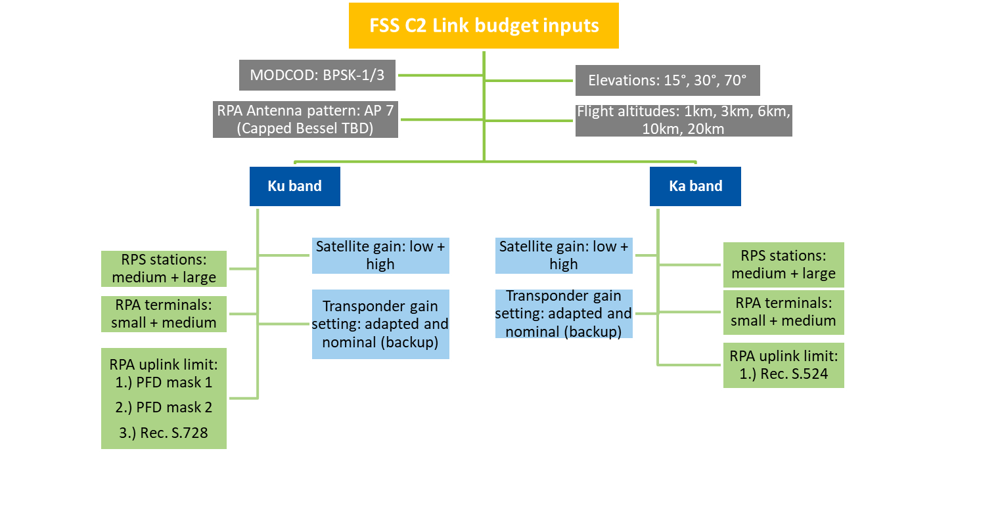 FSS C2 Link budget inputs
MODCOD: BPSK-1/3
Elevations: 15°, 30°, 70°
RPA Antenna pattern: AP 7
(Capped Bessel TBD)
Flight altitudes: 1km, 3km, 6km,
10km, 20km
Ku band
RPS stations:
medium + large
RPA terminals:
small + medium
RPA uplink limit:
1.) PFD mask 1
2.) PFD mask 2
3.) Rec. S.728
Satellite gain: low +
high
Transponder gain
setting: adapted and
nominal (backup)
Ka band
Satellite gain: low +
high
Transponder gain
setting: adapted and
nominal (backup)
RPS stations:
medium + large
RPA terminals:
small + medium
RPA uplink limit:
1.) Rec. S.524